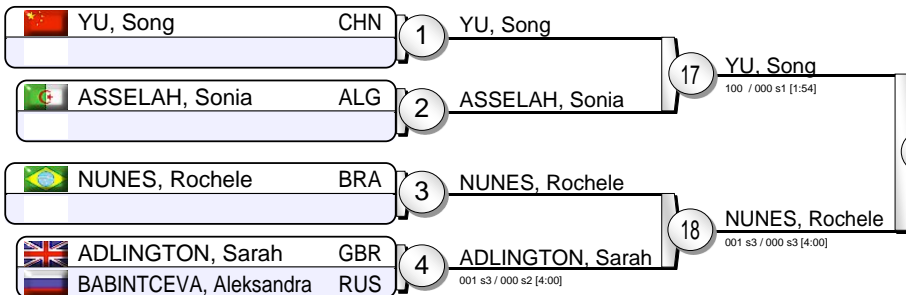 YU, Song CHN
1
YU, Song
17
YU, Song
100 / 000 s1 [1:54]
ASSELAH, Sonia ALG
2
ASSELAH, Sonia
NUNES, Rochele BRA
3
NUNES, Rochele
18
NUNES, Rochele
001 s3 / 000 s3 [4:00]
ADLINGTON, Sarah GBR
BABINTCEVA, Aleksandra RUS
4
ADLINGTON, Sarah
001 s3 / 000 s2 [4:00]